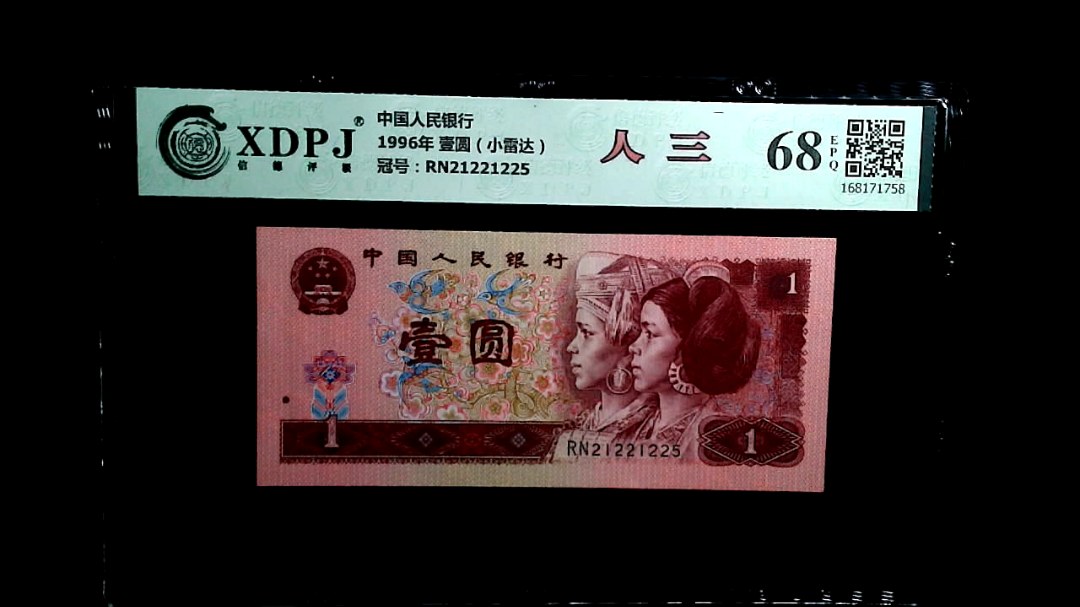 XDPJ®
信德评级
中国人民银行
1996年 壹圆（小雷达）
冠号：RN21221225
人三
68
EPQ
168171758
中国人民银行
1
壹圆
1
RN21221225
1